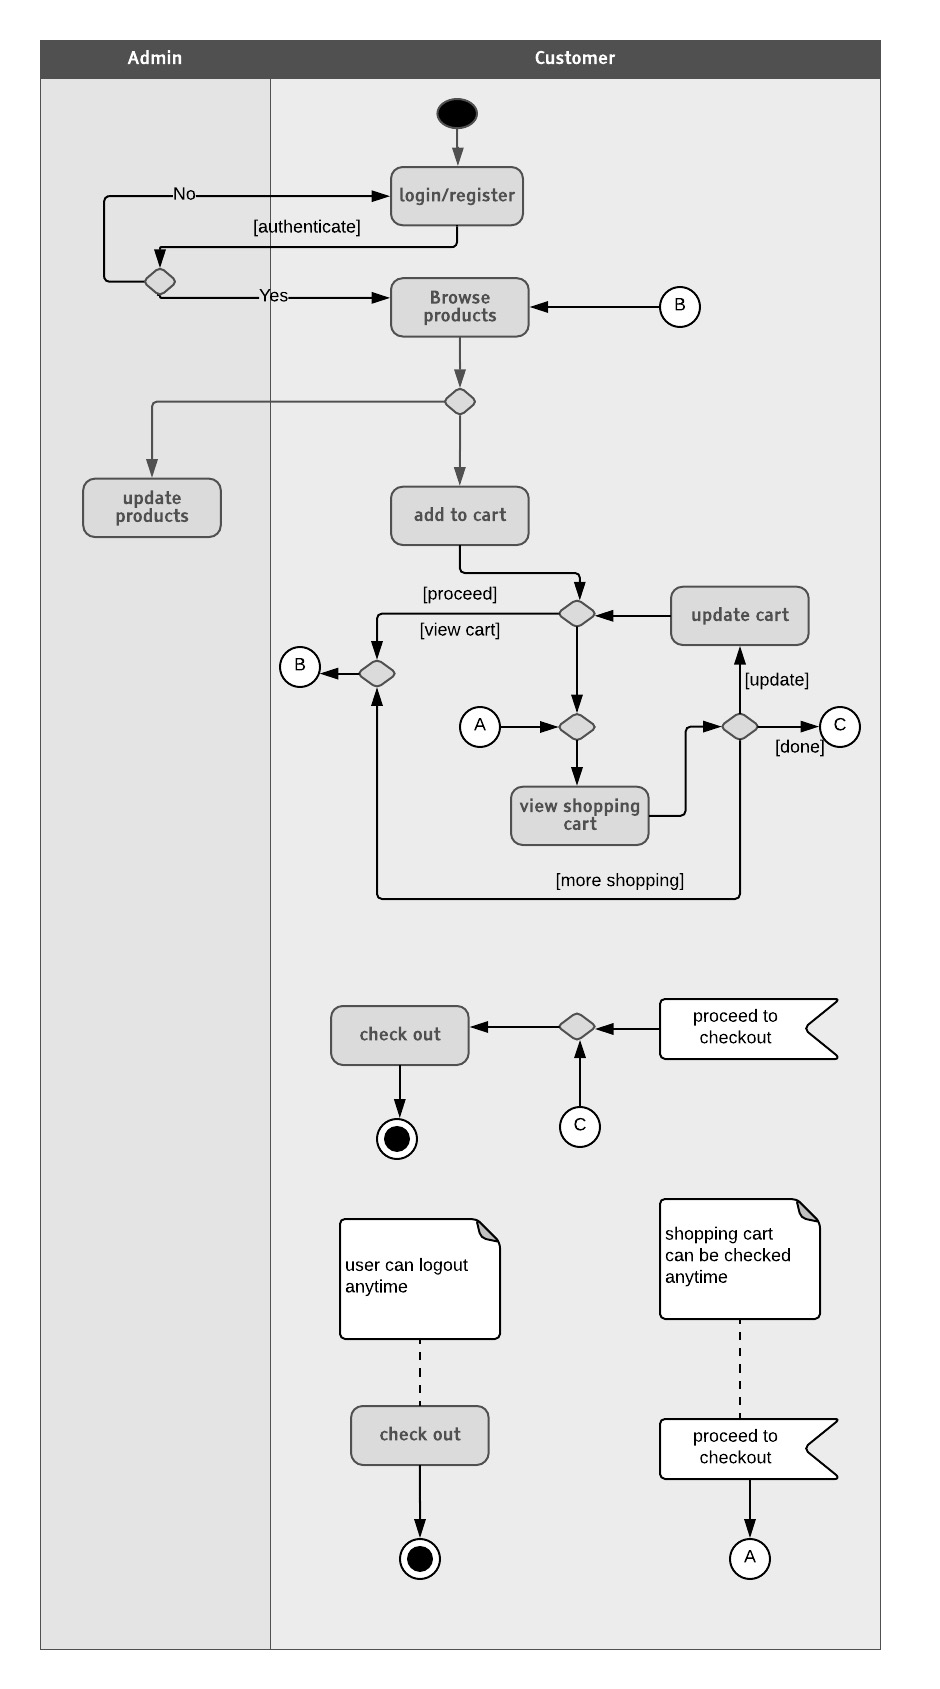 Admin
Customer
login/register
No
[authenticate]
Yes
Browse
products
B
update
products
add to cart
[proceed]
[view cart]
update cart
B
[update]
A
C
[done]
view shopping
cart
[more shopping]
check out
proceed to
checkout
C
user can logout
anytime
shopping cart
can be checked
anytime
check out
proceed to
checkout
A